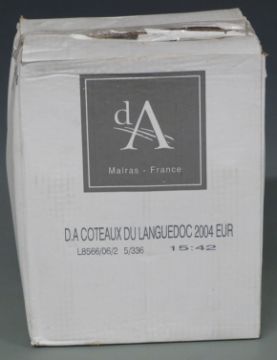 dA
Malras - France
D.A COTEAUX DU LANGUEDOC 2004 EUR
L8566/06/2 5/336 15:42